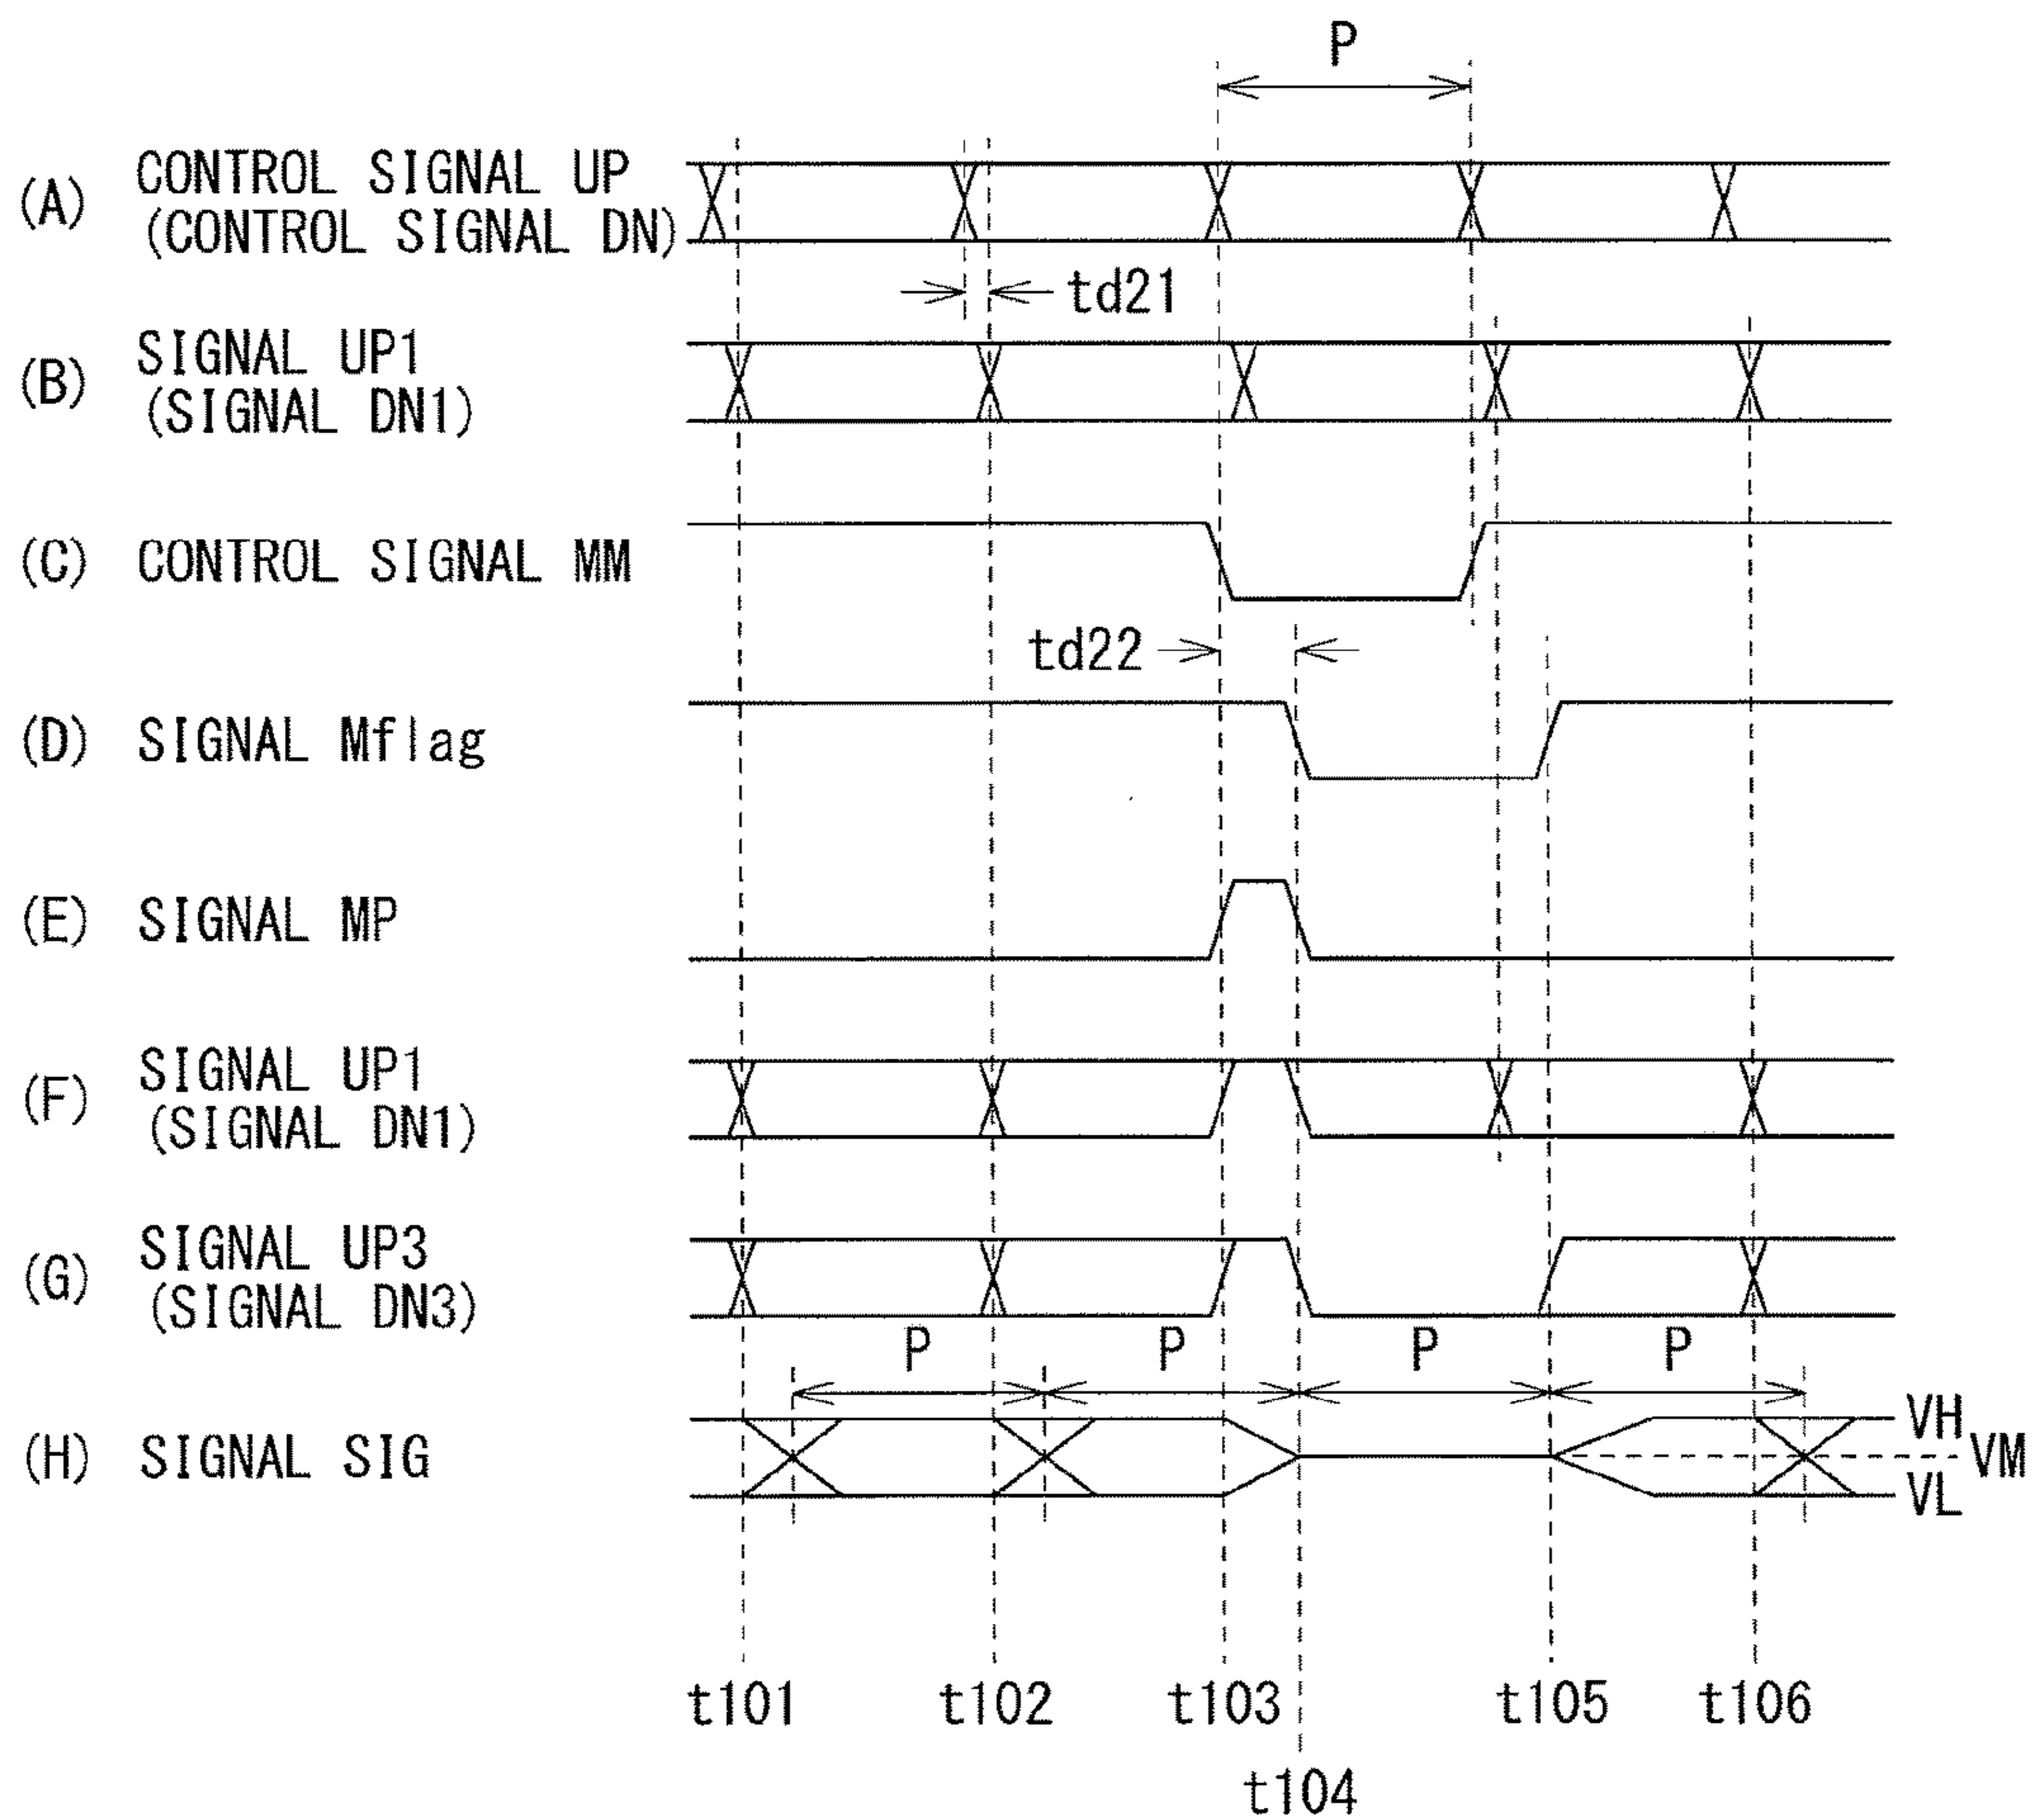 P
(A) CONTROL SIGNAL UP
(CONTROL SIGNAL DN)
td21
(B) SIGNAL UP1
(SIGNAL DN1)
(C) CONTROL SIGNAL MM
td22
(D) SIGNAL Mflag
(E) SIGNAL MP
(F) SIGNAL UP1
(SIGNAL DN1)
(G) SIGNAL UP3
(SIGNAL DN3)
P P P P
(H) SIGNAL SIG
VH
VM
VL
t101 t102 t103 t105 t106
t104